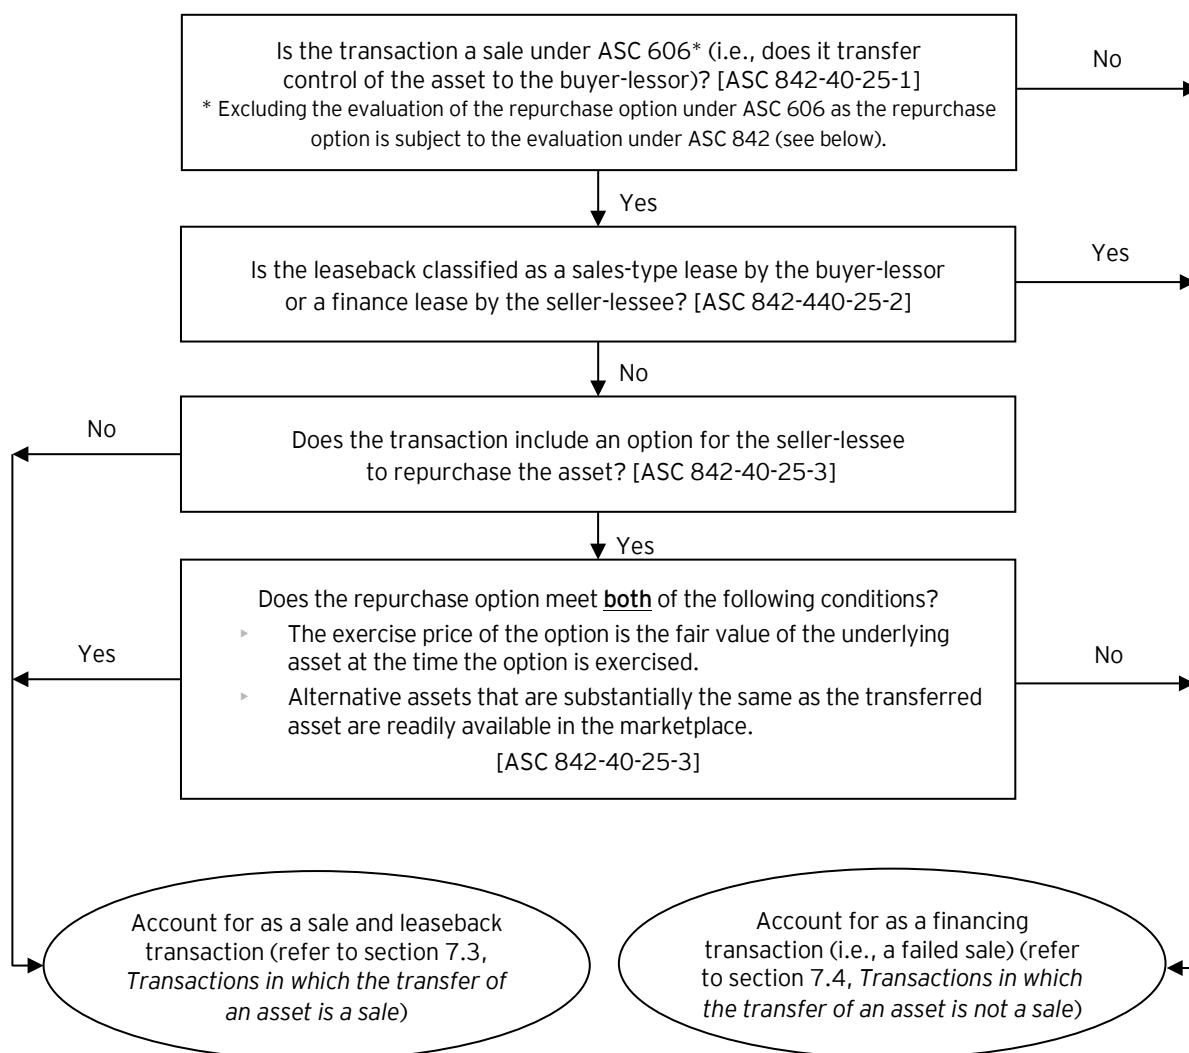 Is the transaction a sale under ASC 606* (i.e., does it transfer
control of the asset to the buyer-lessor)? [ASC 842-40-25-1]
* Excluding the evaluation of the repurchase option under ASC 606 as the repurchase
option is subject to the evaluation under ASC 842 (see below).
No
Yes
Is the leaseback classified as a sales-type lease by the buyer-lessor
or a finance lease by the seller-lessee? [ASC 842-440-25-2]
Yes
No
No
Does the transaction include an option for the seller-lessee
to repurchase the asset? [ASC 842-40-25-3]
Yes
Does the repurchase option meet both of the following conditions?
The exercise price of the option is the fair value of the underlying
asset at the time the option is exercised.
Alternative assets that are substantially the same as the transferred
asset are readily available in the marketplace.
[ASC 842-40-25-3]
Yes
No
Account for as a sale and leaseback
transaction (refer to section 7.3,
Transactions in which the transfer of
an asset is a sale)
Account for as a financing
transaction (i.e., a failed sale) (refer
to section 7.4, Transactions in which
the transfer of an asset is not a sale)